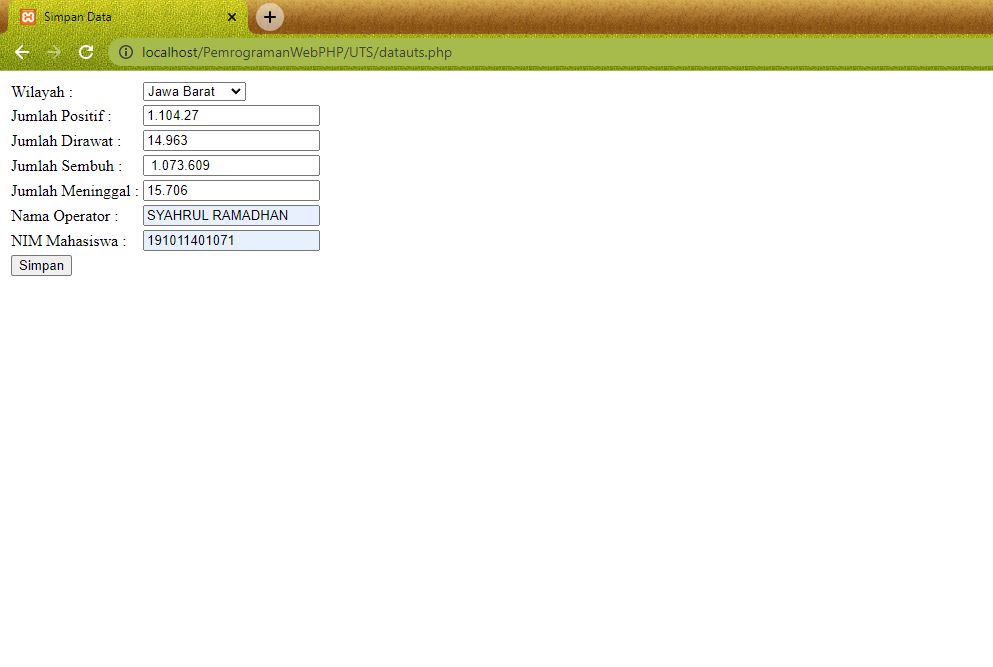 Simpan Data
localhost/PemrogramanWebPHP/UTS/datauts.php
Wilayah : Jawa Barat
Jumlah Positif : 1.104.27
Jumlah Dirawat : 14.963
Jumlah Sembuh : 1.073.609
Jumlah Meninggal : 15.706
Nama Operator : SYAHRUL RAMADHAN
NIM Mahasiswa : 191011401071
Simpan